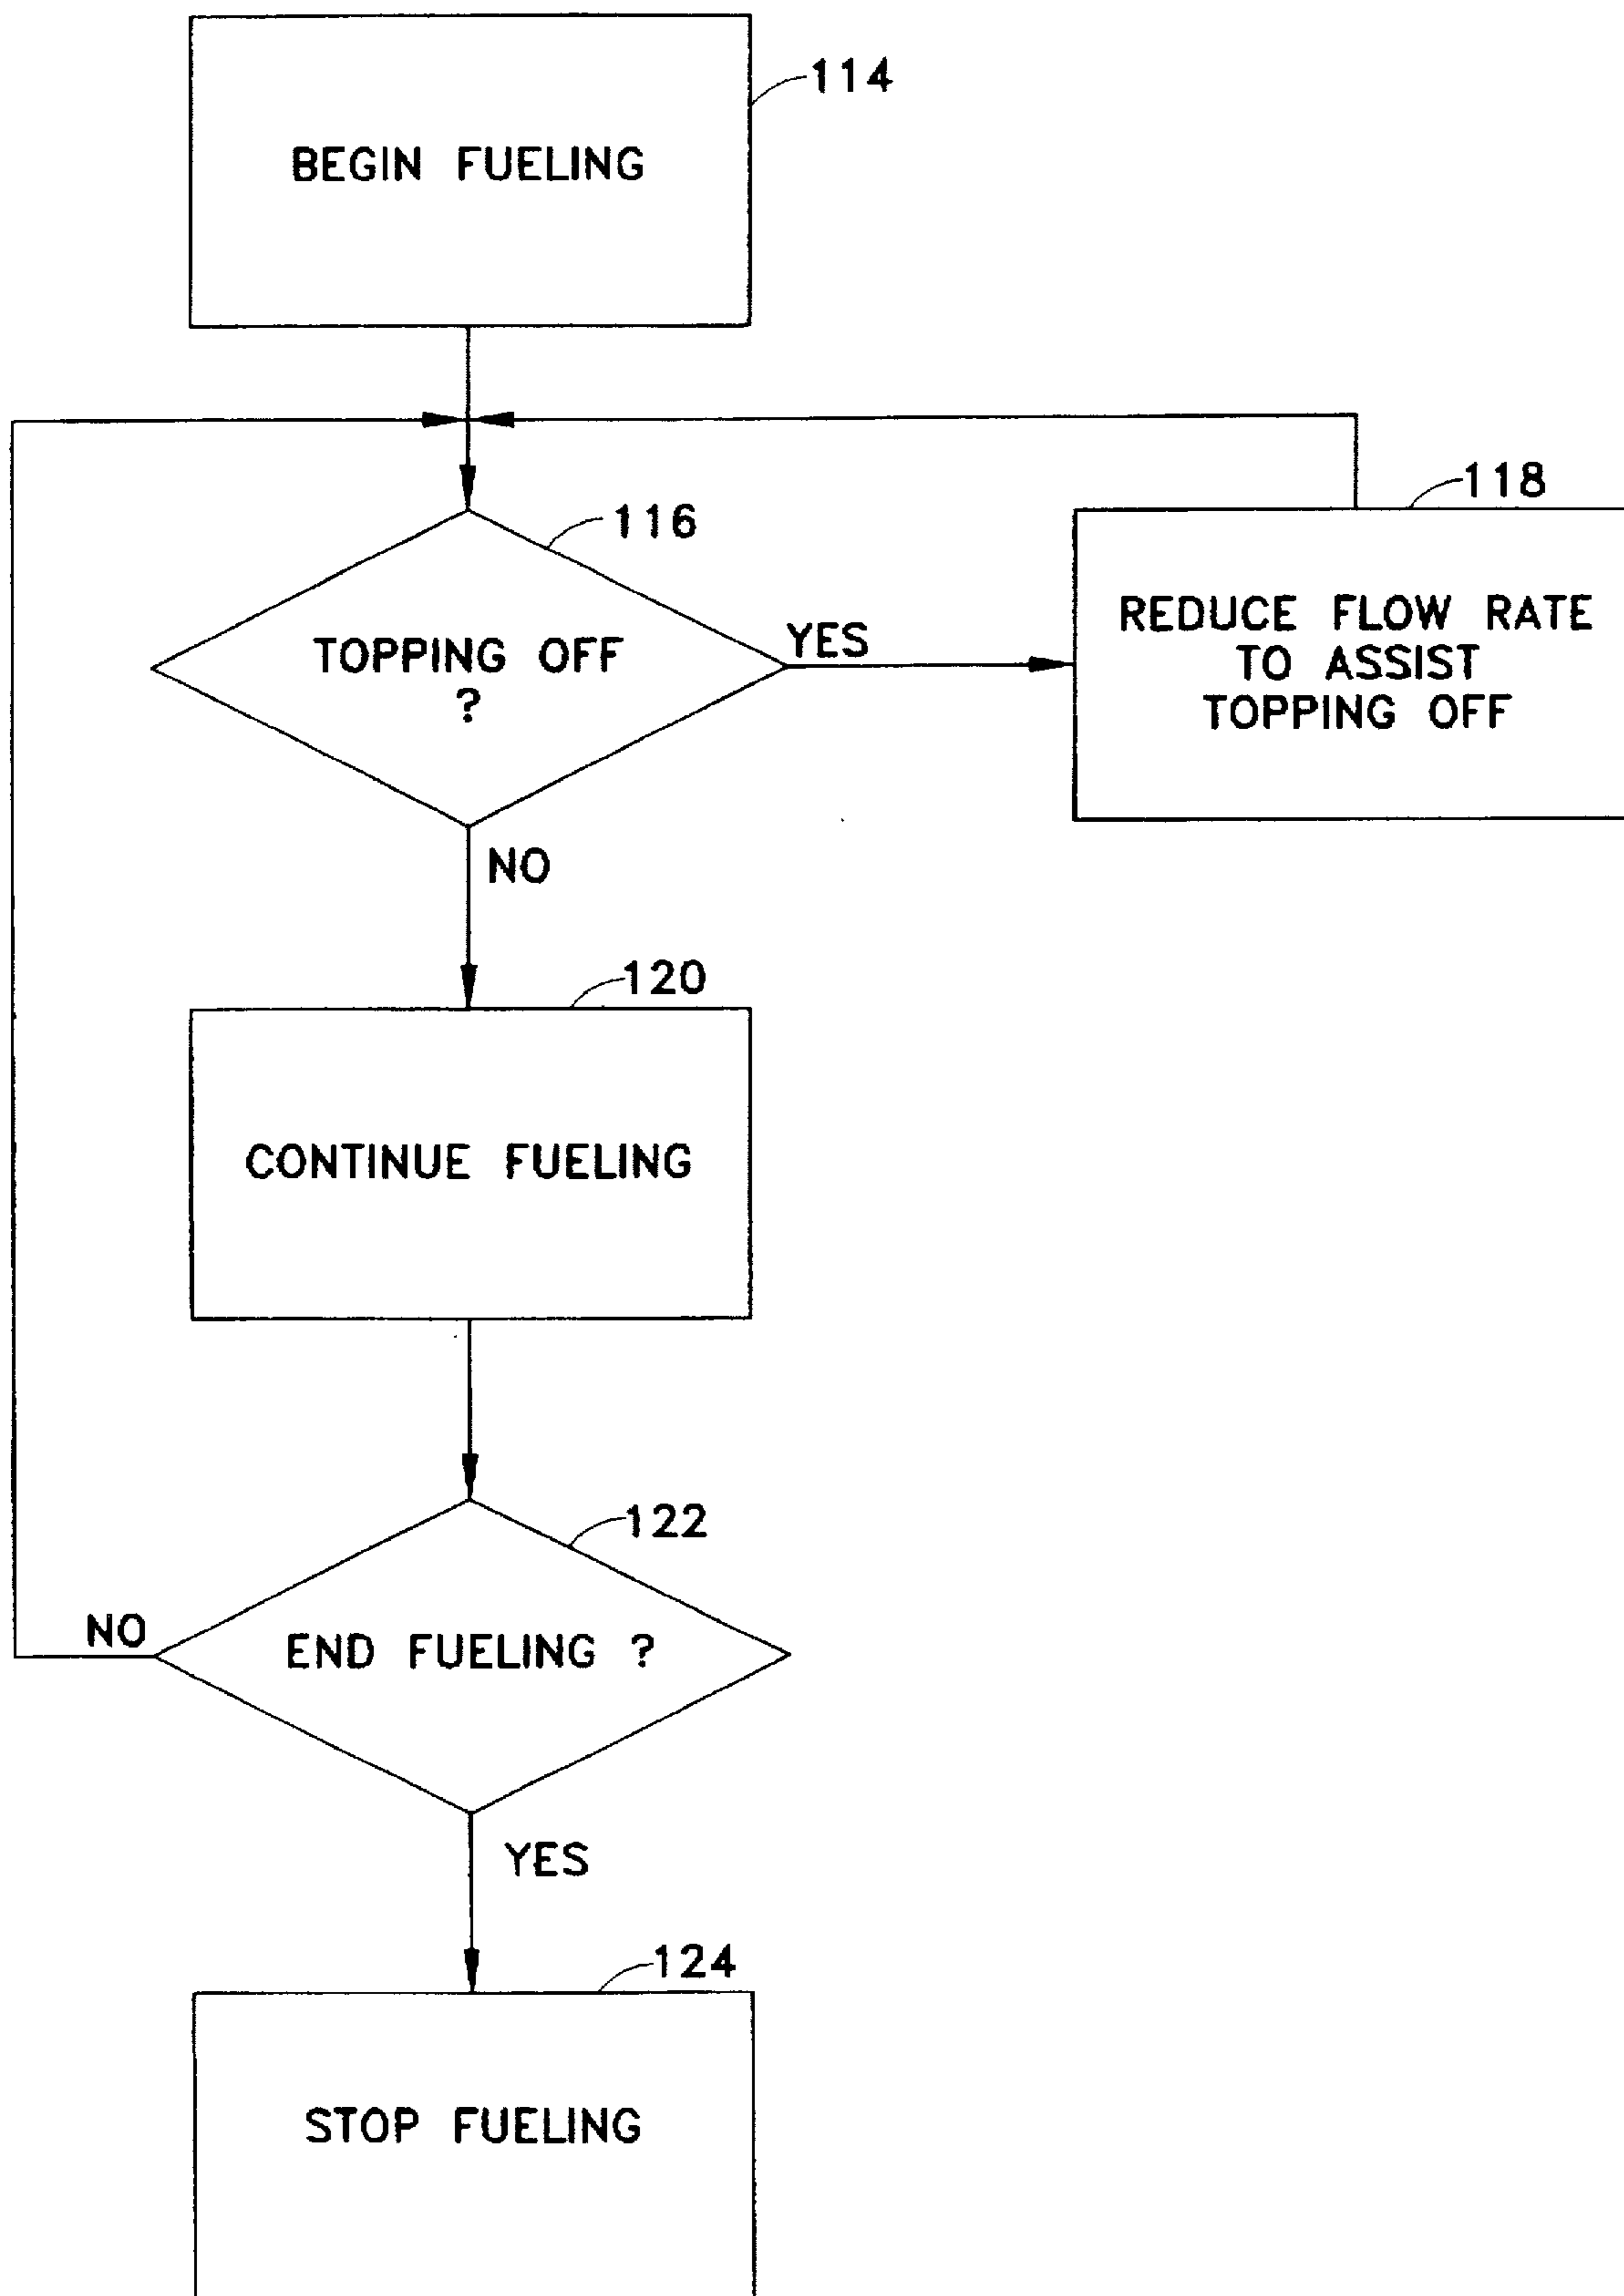 BEGIN FUELING
114
116
TOPPING OFF
?
YES
118
REDUCE FLOW RATE
TO ASSIST
TOPPING OFF
NO
120
CONTINUE FUELING
122
END FUELING ?
NO
YES
124
STOP FUELING